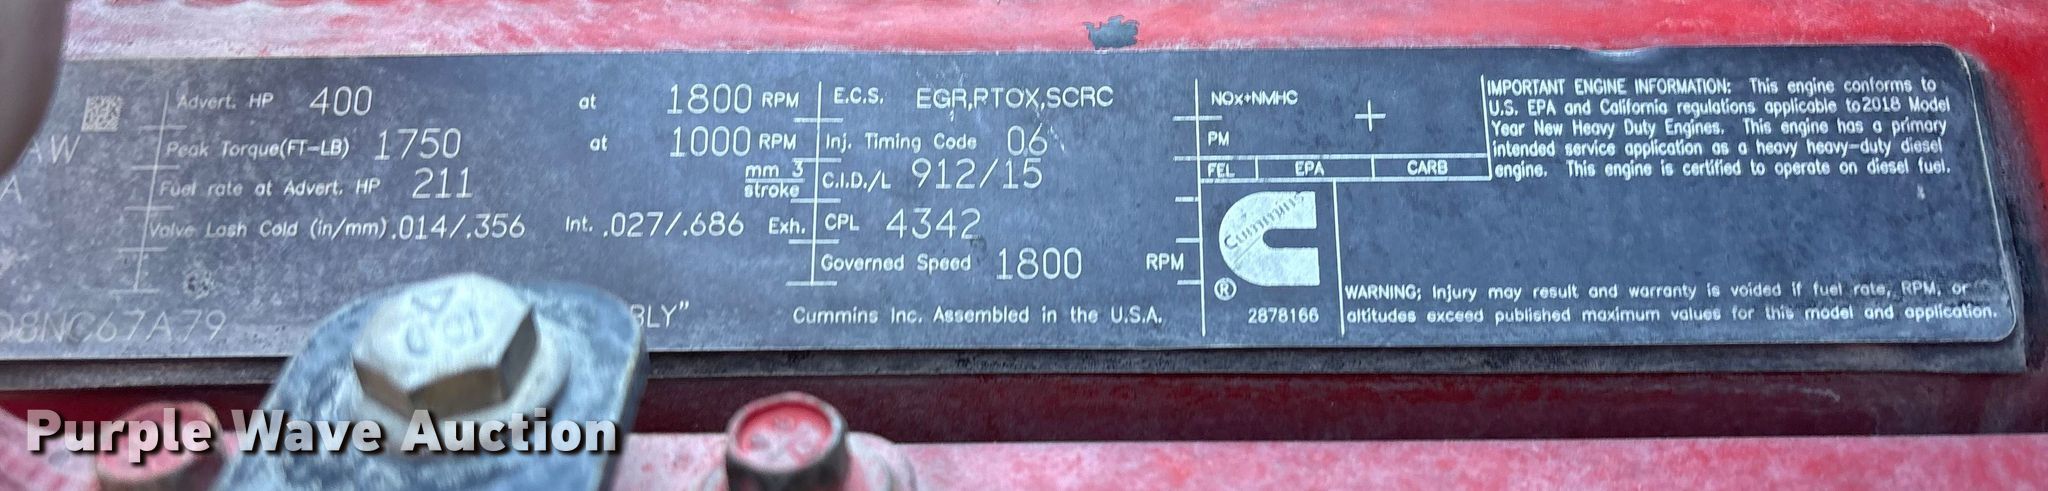 Advert. HP 400 at 1800 RPM
AW Peak Torque(FT-LB) 1750 at 1000 RPM
A Fuel rate at Advert. HP 211 mm 3 stroke
Valve Lash Cold (in/mm) .014/.356 Int. .027/.686 Exh.
8NC67A79
BLY"
E.C.S. EGR,PTOX,SCRC
Inj. Timing Code 06
C.I.D./L 912/15
CPL 4342
Governed Speed 1800 RPM
Cummins Inc. Assembled in the U.S.A.
NOx+NMHC
PM
FEL EPA CARB
Cummins
®
2878166
IMPORTANT ENGINE INFORMATION: This engine conforms to
U.S. EPA and California regulations applicable to2018 Model
Year New Heavy Duty Engines. This engine has a primary
intended service application as a heavy heavy-duty diesel
engine. This engine is certified to operate on diesel fuel.
WARNING; Injury may result and warranty is voided if fuel rate, RPM, or
altitudes exceed published maximum values for this model and application.
Purple Wave Auction